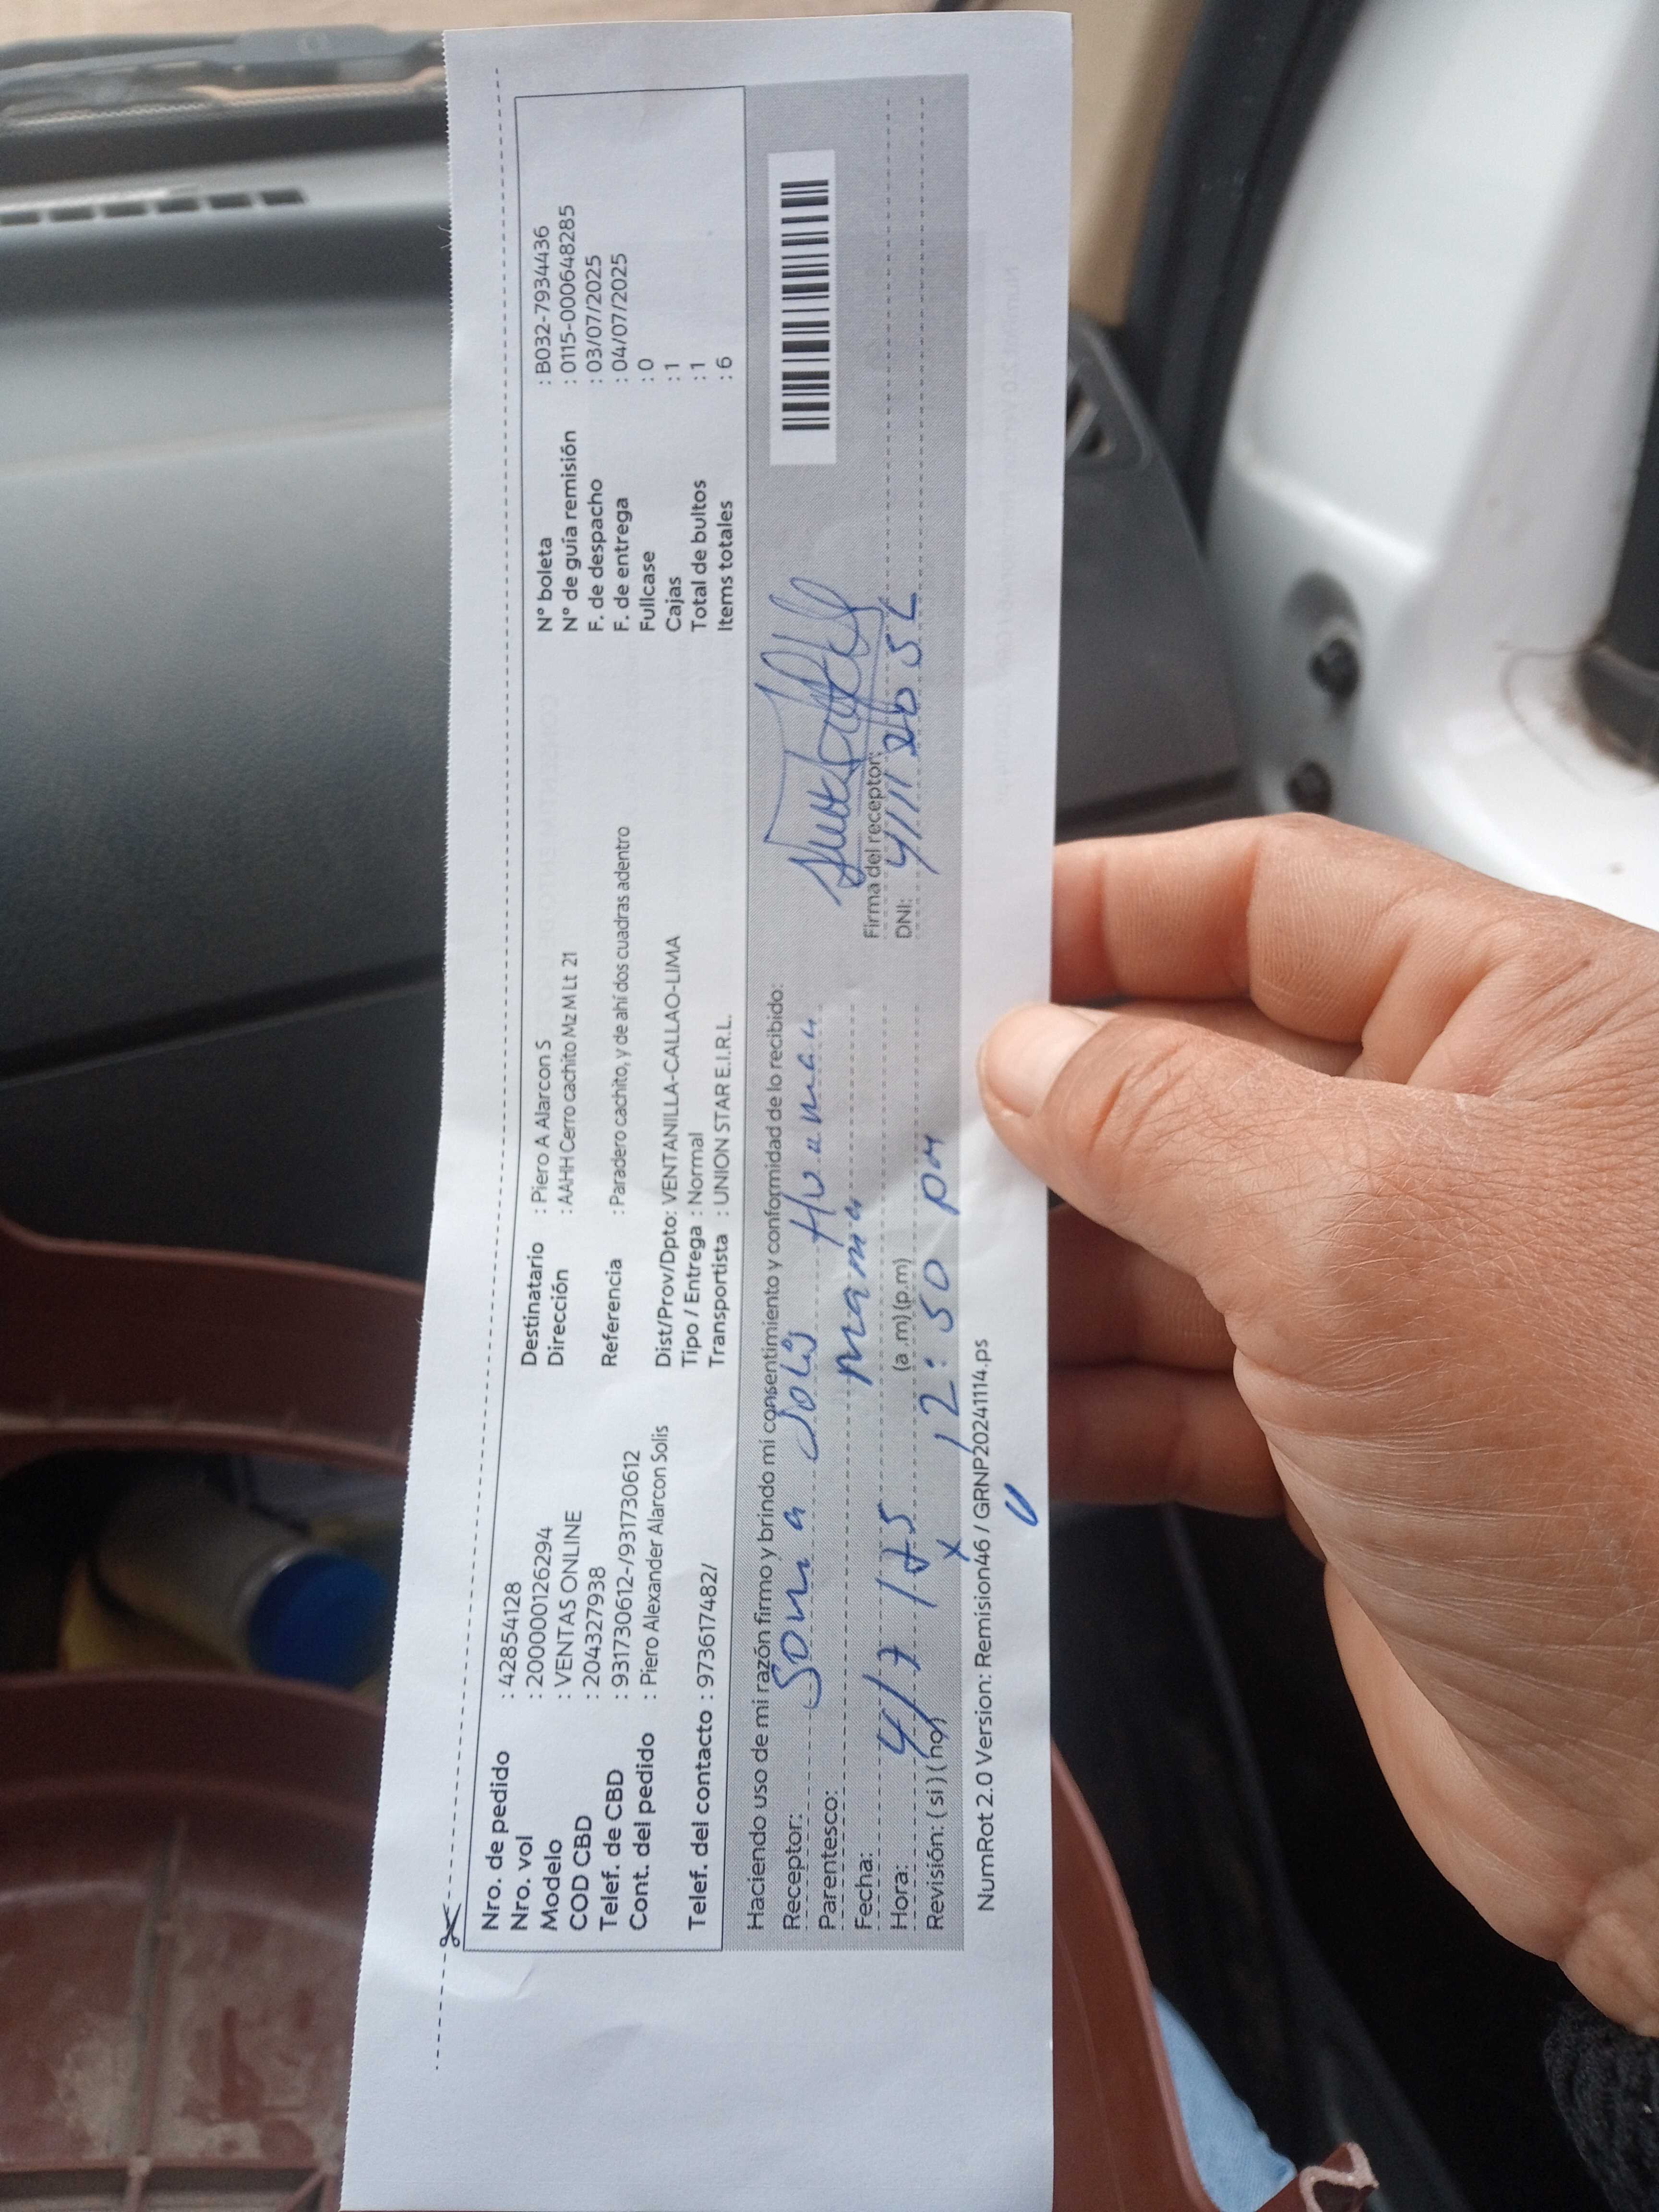 Nro. de pedido : 42854128
Nro. vol : 200000126294
Modelo : VENTAS ONLINE
COD CBD : 204327938
Telef. de CBD : 931730612-/931730612
Cont. del pedido : Piero Alexander Alarcon Solis
Telef. del contacto : 973617482/
Destinatario : Piero A Alarcon S
Dirección : AAHH Cerro cachito Mz M Lt 21
Referencia : Paradero cachito, y de ahí dos cuadras adentro
Dist/Prov/Dpto: VENTANILLA-CALLAO-LIMA
Tipo / Entrega : Normal
Transportista : UNION STAR E.I.R.L.
N° boleta : B032-7934436
N° de guía remisión : 0115-000648285
F. de despacho : 03/07/2025
F. de entrega : 04/07/2025
Fullcase : 0
Cajas : 1
Total de bultos : 1
Items totales : 6
Haciendo uso de mi razón firmo y brindo mi consentimiento y conformidad de lo recibido:
Receptor: Sonia Solis Huaman
Parentesco: mama
Fecha: 4/7/25
Hora: (a.m) (p.m) 12:50 pm
Revisión: (si) (no)
Firma del receptor:
DNI:
NumRot 2.0 Version: Remision46 / GRNP20241114.ps